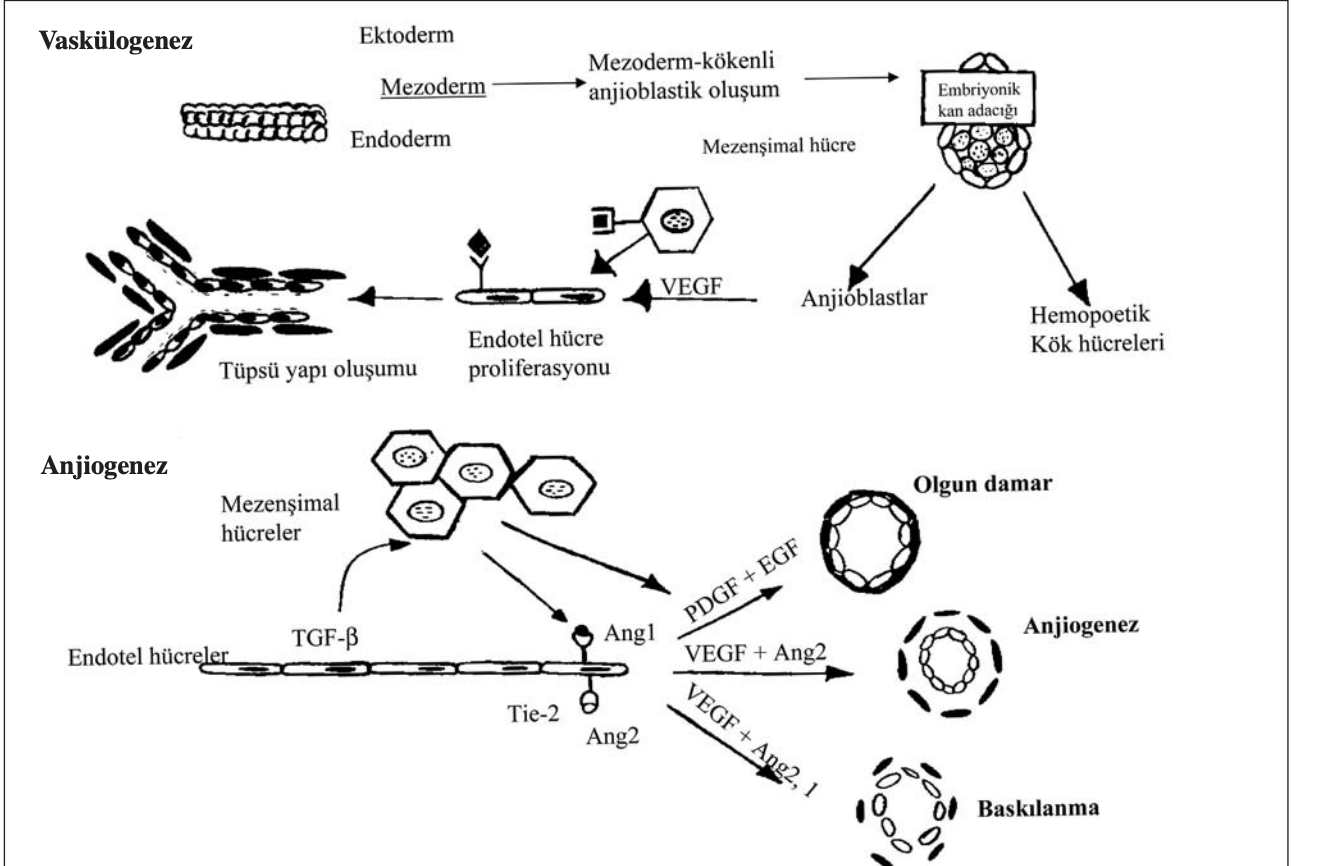 Vaskülogenez
Ektoderm
Mezoderm
Endoderm
Mezoderm-kökenli
anjioblastik oluşum
Embriyonik
kan adacığı
Mezenşimal hücre
VEGF
Anjioblastlar
Hemopoetik
Kök hücreleri
Endotel hücre
proliferasyonu
Tüpsü yapı oluşumu
Anjiogenez
Mezenşimal
hücreler
TGF-β
Endotel hücreler
Ang1
Tie-2
Ang2
PDGF + EGF
Olgun damar
VEGF + Ang2
Anjiogenez
VEGF + Ang2, 1
Baskılanma